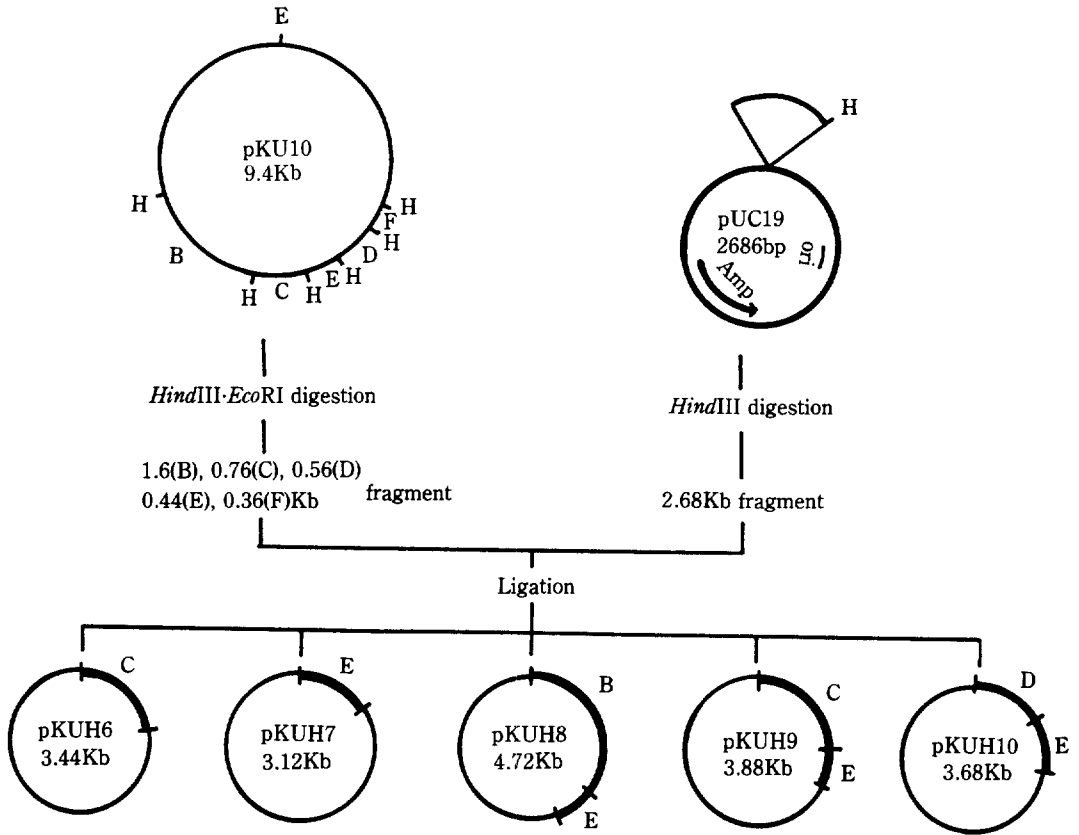 E
pKU10
9.4Kb
H
B
H
C
H
E
H
D
H
F
H
H
pUC19
2686bp
ori
Amp
HindIII·EcoRI digestion
HindIII digestion
1.6(B), 0.76(C), 0.56(D)
0.44(E), 0.36(F)Kb
fragment
2.68Kb fragment
Ligation
C
pKUH6
3.44Kb
E
pKUH7
3.12Kb
B
pKUH8
4.72Kb
E
C
pKUH9
3.88Kb
E
D
pKUH10
3.68Kb
E